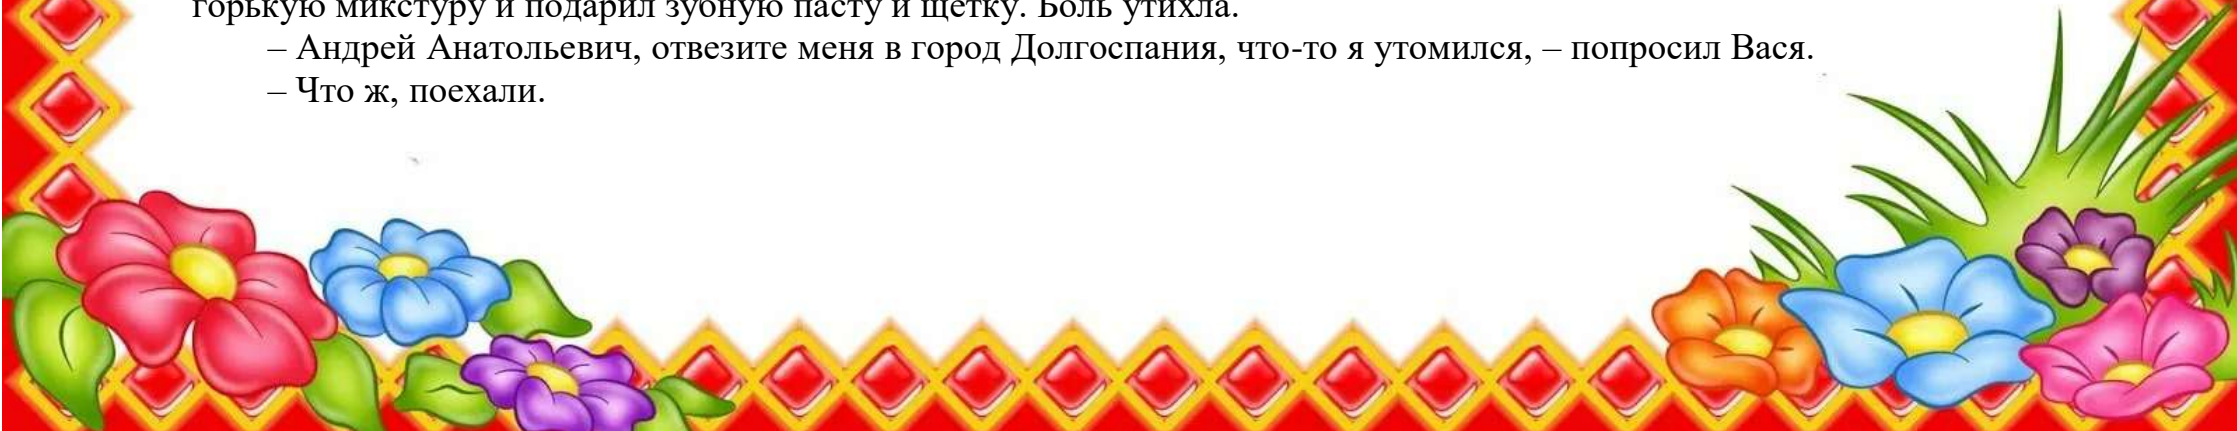 горькую микстуру и подарил зубную пасту и щетку. Боль утихла.
– Андрей Анатольевич, отвезите меня в город Долгоспания, что-то я утомился, – попросил Вася.
– Что ж, поехали.